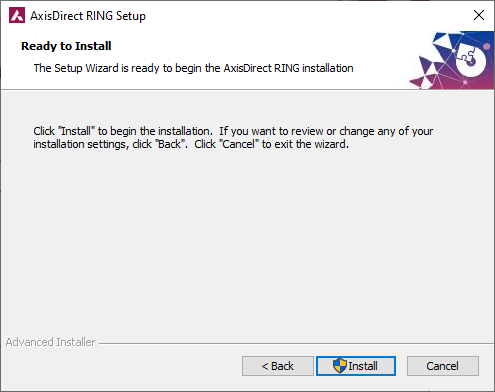 AxisDirect RING Setup
Ready to Install
The Setup Wizard is ready to begin the AxisDirect RING installation
Click "Install" to begin the installation.  If you want to review or change any of your
installation settings, click "Back".  Click "Cancel" to exit the wizard.
Advanced Installer
< Back
Install
Cancel